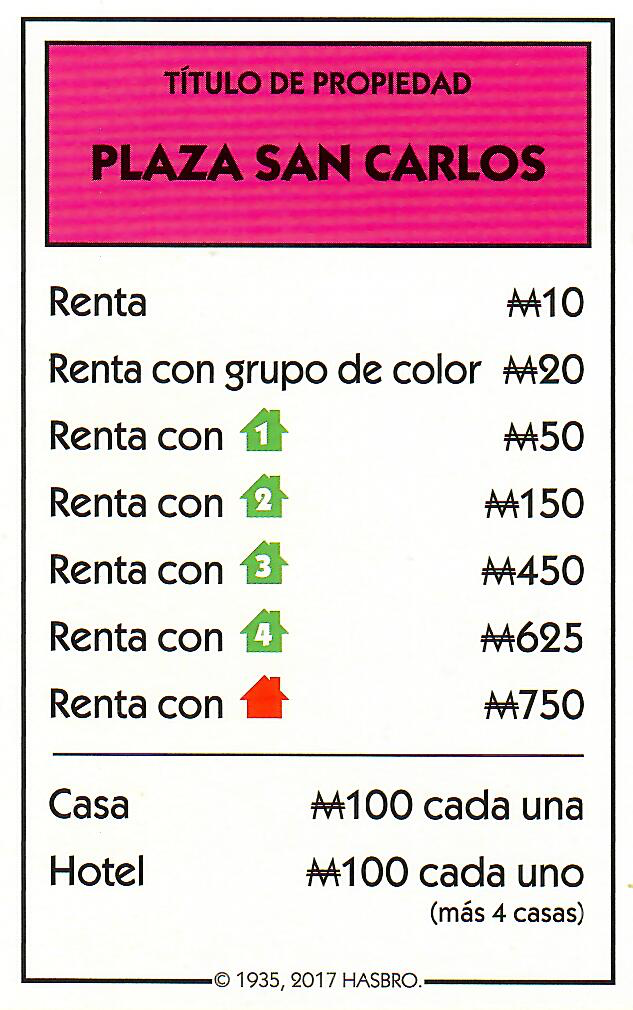 TÍTULO DE PROPIEDAD
PLAZA SAN CARLOS
Renta ₩10
Renta con grupo de color ₩20
Renta con 1 ₩50
Renta con 2 ₩150
Renta con 3 ₩450
Renta con 4 ₩625
Renta con ₩750
Casa ₩100 cada una
Hotel ₩100 cada uno
(más 4 casas)
© 1935, 2017 HASBRO.